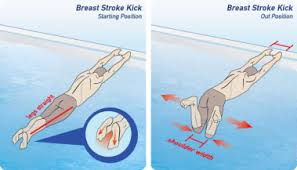 Breast Stroke Kick
Starting Position
legs straight
Breast Stroke Kick
Out Position
shoulder width